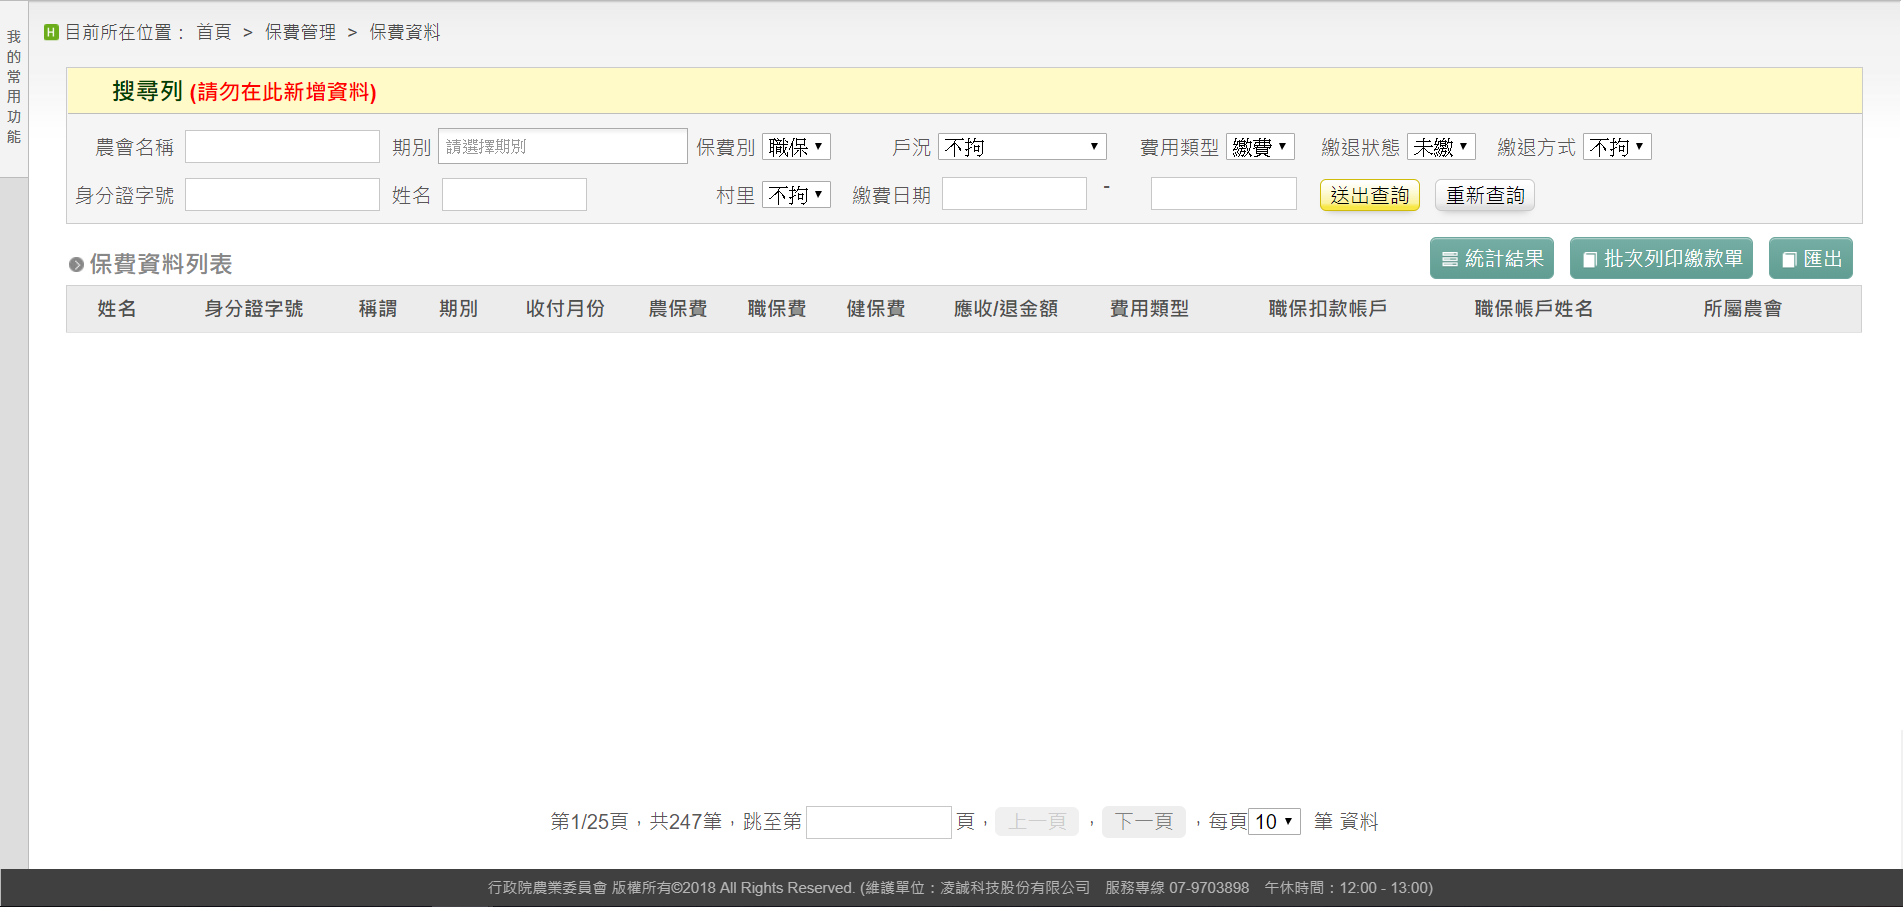 我的常用功能
目前所在位置： 首頁 > 保費管理 > 保費資料
搜尋列 (請勿在此新增資料)
農會名稱 期別 請選擇期別 保費別 職保 戶況 不拘 費用類型 繳費 繳退狀態 未繳 繳退方式 不拘
身分證字號 姓名 村里 不拘 繳費日期 - 送出查詢 重新查詢
保費資料列表 統計結果 批次列印繳款單 匯出
姓名 身分證字號 稱謂 期別 收付月份 農保費 職保費 健保費 應收/退金額 費用類型 職保扣款帳戶 職保帳戶姓名 所屬農會
第1/25頁，共247筆，跳至第 頁， 上一頁 ， 下一頁 ，每頁 10 筆 資料
行政院農業委員會 版權所有©2018 All Rights Reserved. (維護單位：凌誠科技股份有限公司 服務專線 07-9703898 午休時間：12:00 - 13:00)